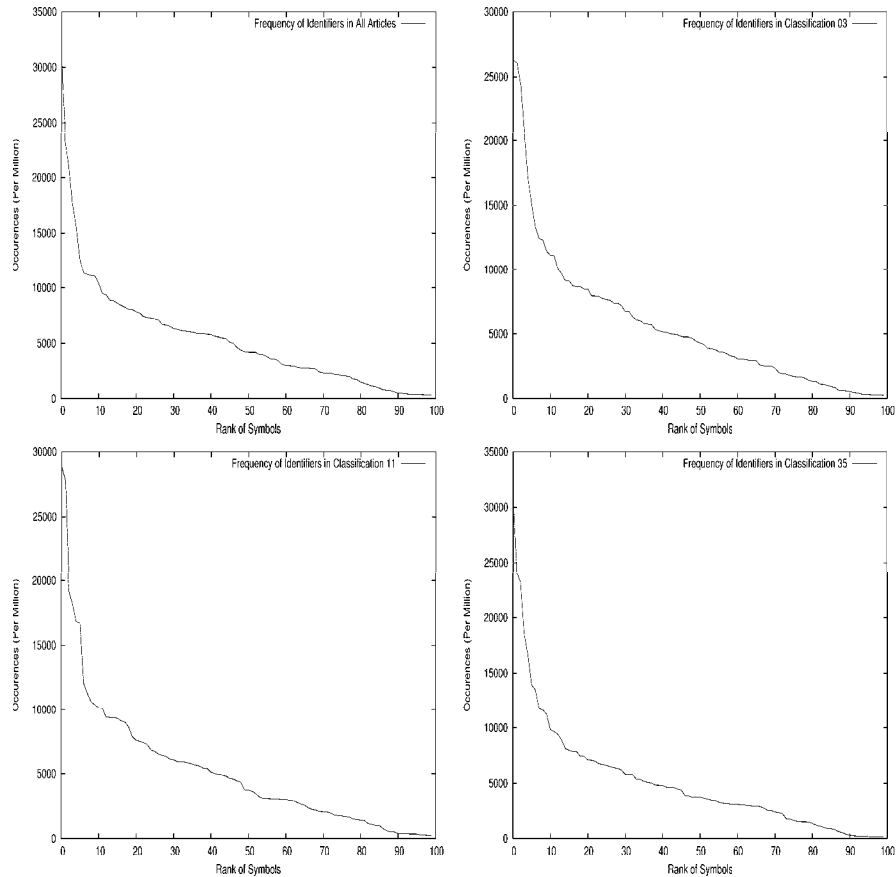 Frequency of Identifiers in All Articles
35000
30000
25000
20000
15000
10000
5000
0
Occurences (Per Million)
0 10 20 30 40 50 60 70 80 90 100
Rank of Symbols
Frequency of Identifiers in Classification 03
30000
25000
20000
15000
10000
5000
0
Occurences (Per Million)
0 10 20 30 40 50 60 70 80 90 100
Rank of Symbols
Frequency of Identifiers in Classification 11
30000
25000
20000
15000
10000
5000
0
Occurences (Per Million)
0 10 20 30 40 50 60 70 80 90 100
Rank of Symbols
Frequency of Identifiers in Classification 35
35000
30000
25000
20000
15000
10000
5000
0
Occurences (Per Million)
0 10 20 30 40 50 60 70 80 90 100
Rank of Symbols